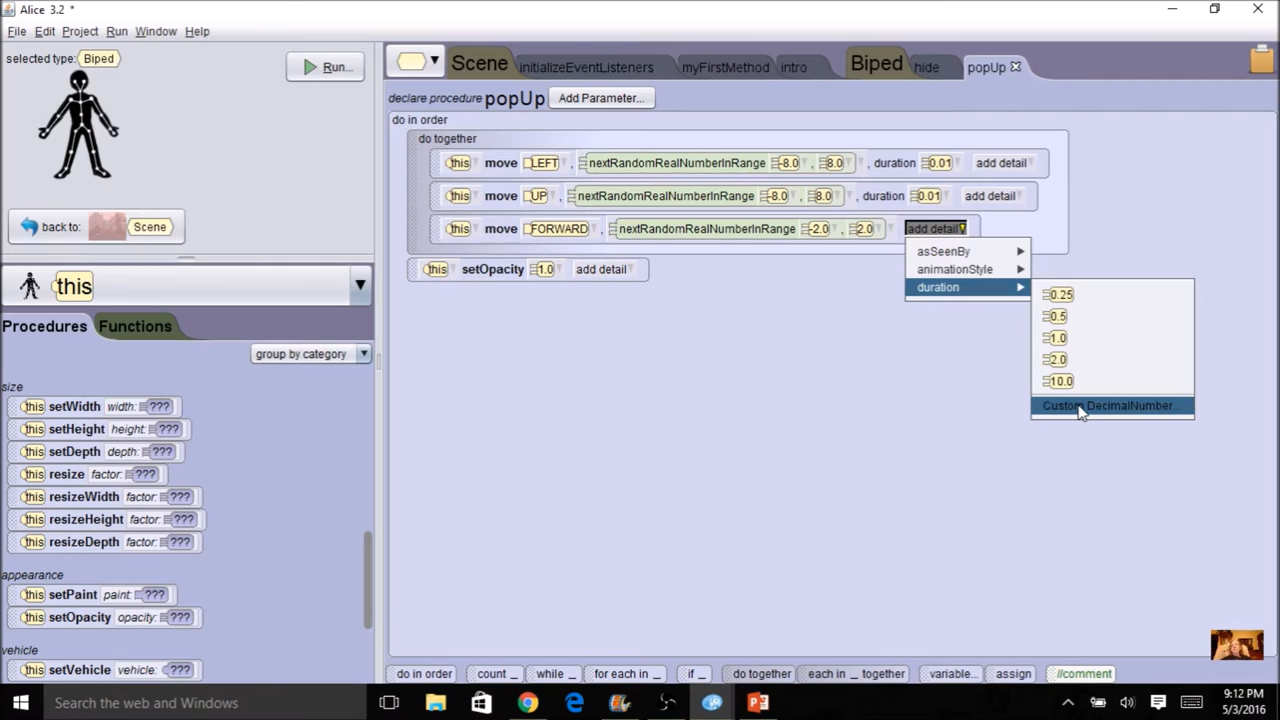 Alice 3.2 *
File Edit Project Run Window Help
selected type: Biped
Run...
back to: Scene
this
Procedures Functions
group by category
size
this setWidth width: ???
this setHeight height: ???
this setDepth depth: ???
this resize factor: ???
this resizeWidth factor: ???
this resizeHeight factor: ???
this resizeDepth factor: ???
appearance
this setPaint paint: ???
this setOpacity opacity: ???
vehicle
this setVehicle vehicle: ???
Scene initializeEventListeners myFirstMethod intro Biped hide popUp
declare procedure popUp Add Parameter...
do in order
do together
this move LEFT , nextRandomRealNumberInRange -8.0 , 8.0 , duration 0.01 add detail
this move UP , nextRandomRealNumberInRange -8.0 , 8.0 , duration 0.01 add detail
this move FORWARD , nextRandomRealNumberInRange -2.0 , 2.0 add detail
this setOpacity 1.0 add detail
asSeenBy
animationStyle
duration
0.25
0.5
1.0
2.0
10.0
Custom DecimalNumber...
do in order count _ while _ for each in _ if _ do together each in _ together variable... assign //comment
Search the web and Windows
9:12 PM
5/3/2016